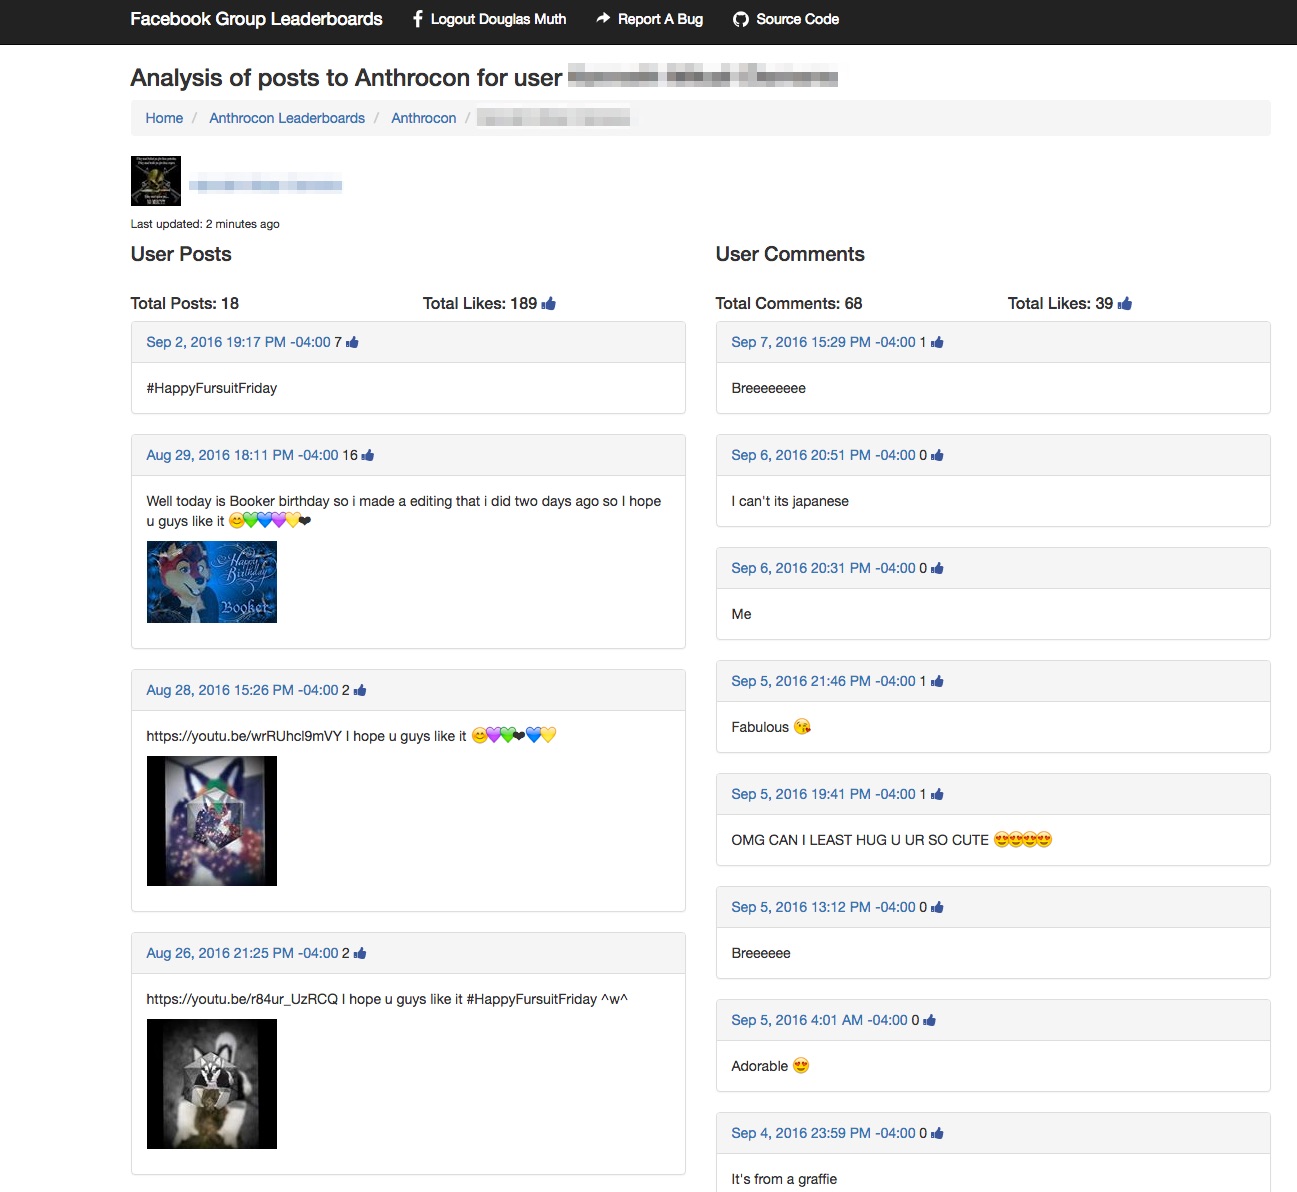 Facebook Group Leaderboards Logout Douglas Muth Report A Bug Source Code
Analysis of posts to Anthrocon for user
Home / Anthrocon Leaderboards / Anthrocon /
Last updated: 2 minutes ago
User Posts
Total Posts: 18 Total Likes: 189
Sep 2, 2016 19:17 PM -04:00 7
#HappyFursuitFriday
Aug 29, 2016 18:11 PM -04:00 16
Well today is Booker birthday so i made a editing that i did two days ago so I hope
u guys like it 😊💚💙💜💛❤
Happy
Birthday
Booker
Aug 28, 2016 15:26 PM -04:00 2
https://youtu.be/wrRUhcl9mVY I hope u guys like it 😊💜💚❤💙💛
Aug 26, 2016 21:25 PM -04:00 2
https://youtu.be/r84ur_UzRCQ I hope u guys like it #HappyFursuitFriday ^w^
User Comments
Total Comments: 68 Total Likes: 39
Sep 7, 2016 15:29 PM -04:00 1
Breeeeeeee
Sep 6, 2016 20:51 PM -04:00 0
I can't its japanese
Sep 6, 2016 20:31 PM -04:00 0
Me
Sep 5, 2016 21:46 PM -04:00 1
Fabulous 😘
Sep 5, 2016 19:41 PM -04:00 1
OMG CAN I LEAST HUG U UR SO CUTE 😍😍😍😍
Sep 5, 2016 13:12 PM -04:00 0
Breeeeee
Sep 5, 2016 4:01 AM -04:00 0
Adorable 😍
Sep 4, 2016 23:59 PM -04:00 0
It's from a graffie